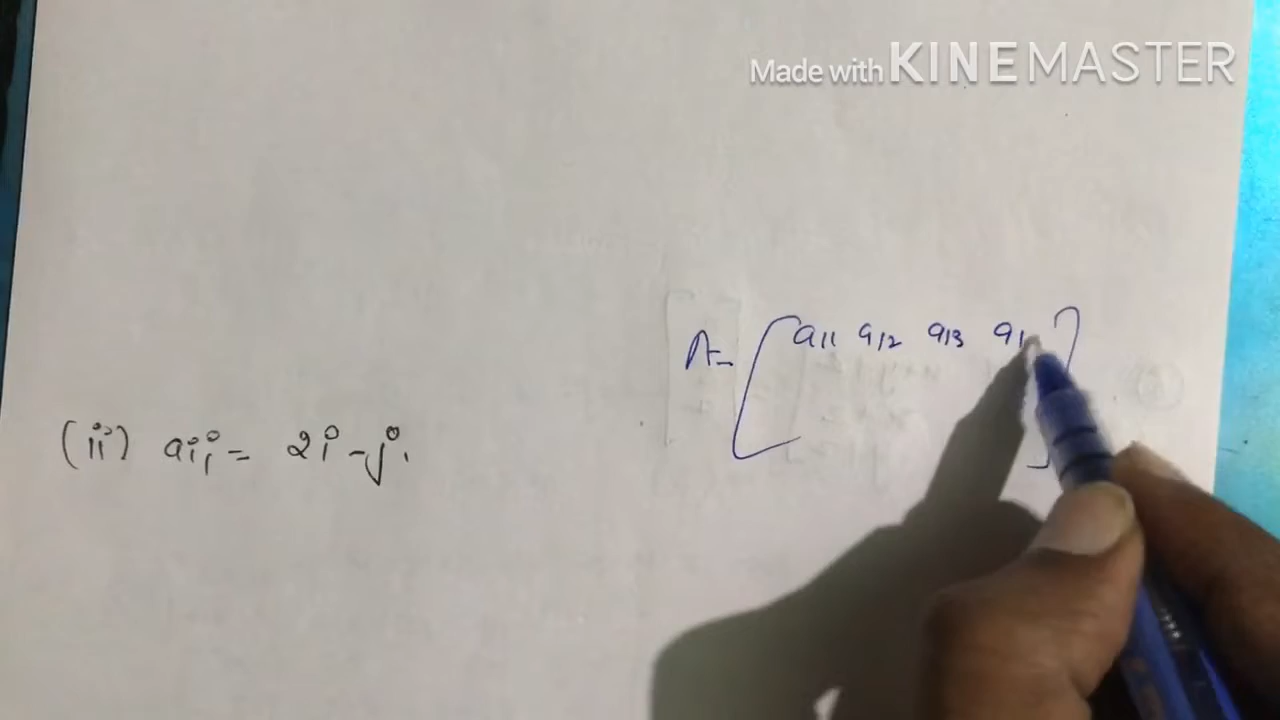 Made with KINEMASTER
A = [ a11 a12 a13 a1
(ii) aij = 2i - j.